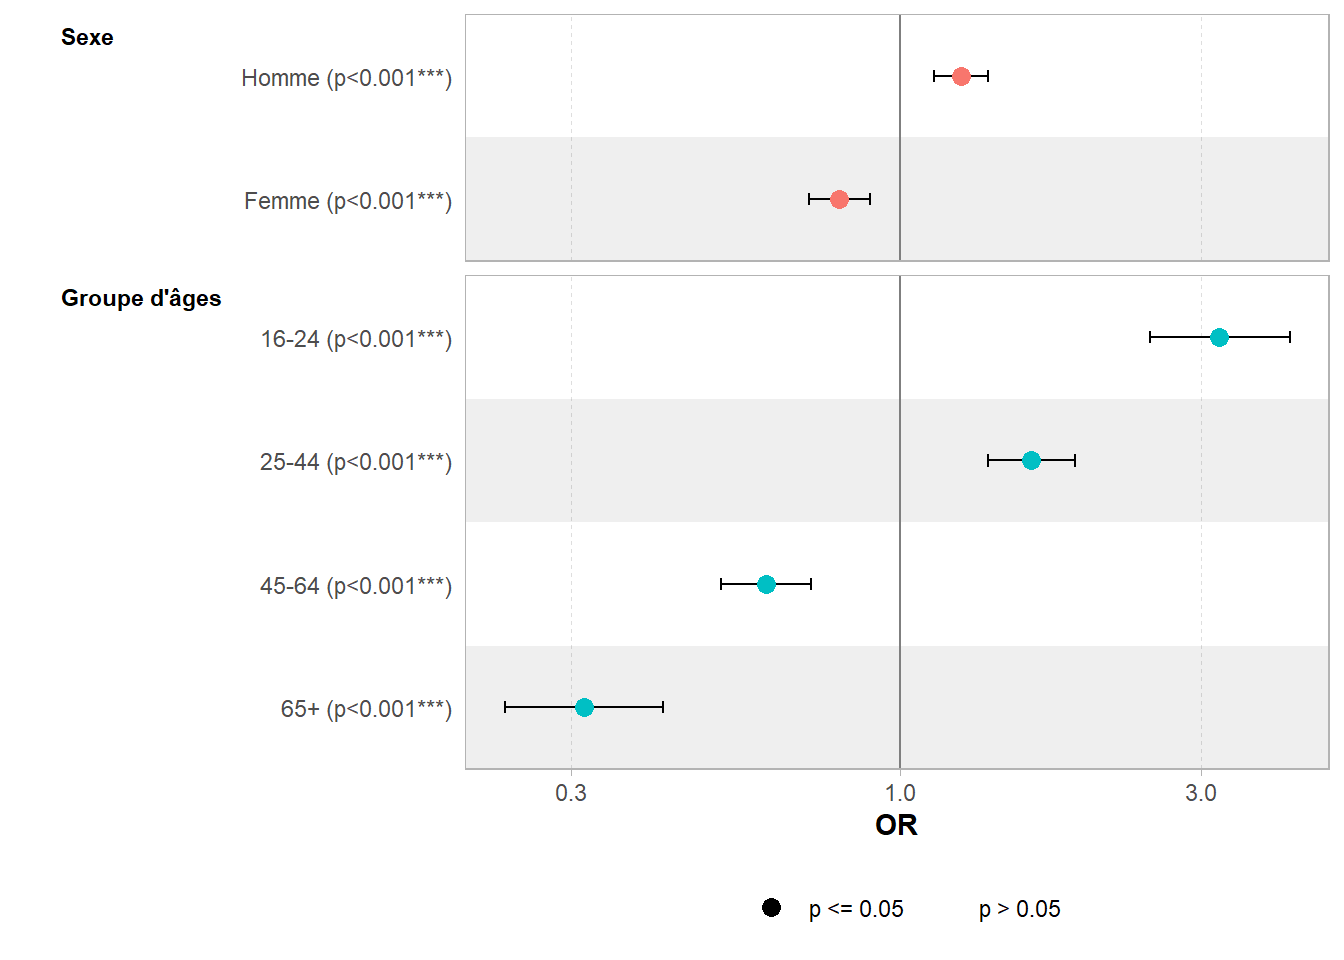 Sexe
Homme (p<0.001***)
Femme (p<0.001***)
Groupe d'âges
16-24 (p<0.001***)
25-44 (p<0.001***)
45-64 (p<0.001***)
65+ (p<0.001***)
0.3 1.0 3.0
OR
p <= 0.05 p > 0.05